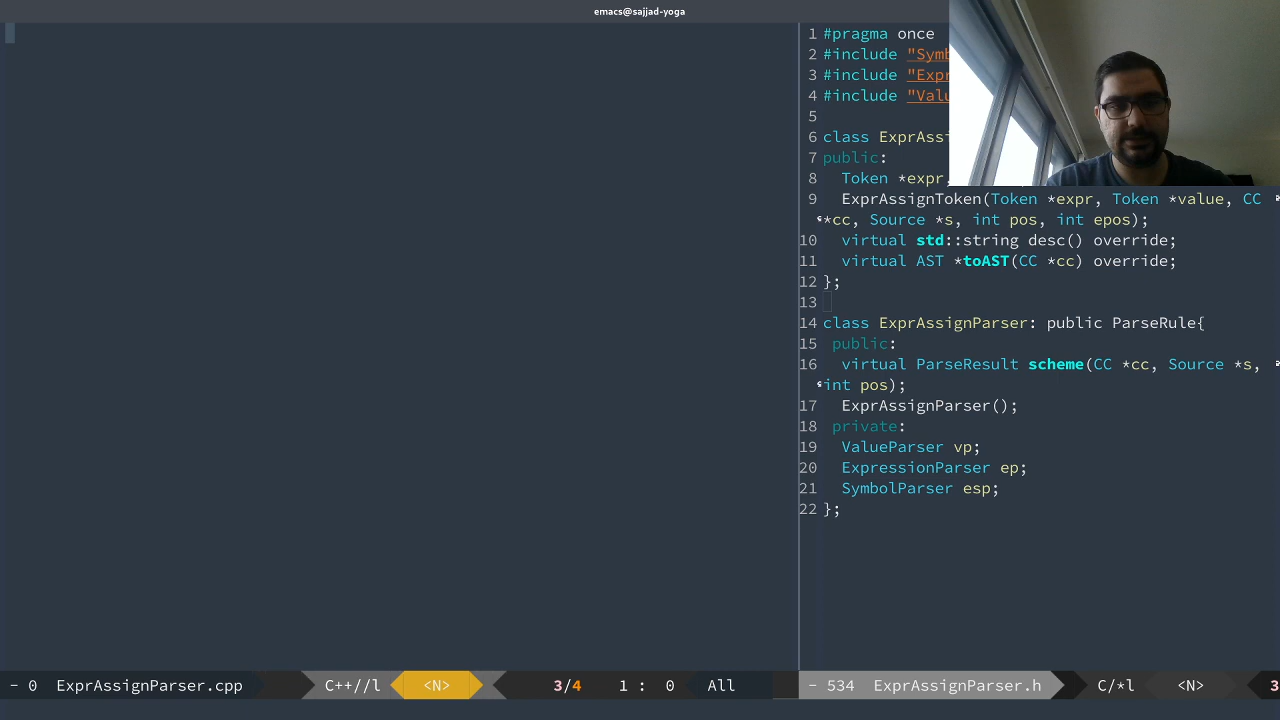 emacs@sajjad-yoga
1 #pragma once
2 #include
3 #include
4 #include
5
6 class
7 public:
8 Token *expr,
9 ExprAssignToken(Token *expr, Token *value, CC
*cc, Source *s, int pos, int epos);
10 virtual std::string desc() override;
11 virtual AST *toAST(CC *cc) override;
12 };
13
14 class ExprAssignParser: public ParseRule{
15 public:
16 virtual ParseResult scheme(CC *cc, Source *s,
int pos);
17 ExprAssignParser();
18 private:
19 ValueParser vp;
20 ExpressionParser ep;
21 SymbolParser esp;
22 };
- 0 ExprAssignParser.cpp C++//l <N> 3/4 1 : 0 All
- 534 ExprAssignParser.h C/*l <N> 3